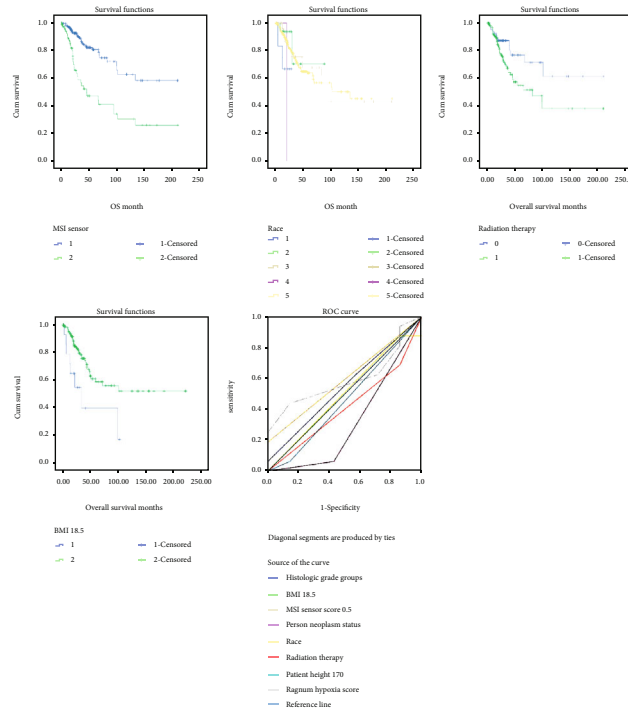 Survival functions
Cum survival
1.0
0.8
0.6
0.4
0.2
0.0
0 50 100 150 200 250
OS month
MSI sensor
1 1-Censored
2 2-Censored
Survival functions
Cum survival
1.0
0.8
0.6
0.4
0.2
0.0
0 50 100 150 200 250
OS month
Race
1 1-Censored
2 2-Censored
3 3-Censored
4 4-Censored
5 5-Censored
Survival functions
Cum survival
1.0
0.8
0.6
0.4
0.2
0.0
0.00 50.00 100.00 150.00 200.00 250.00
Overall survival months
Radiation therapy
0 0-Censored
1 1-Censored
Survival functions
Cum survival
1.0
0.8
0.6
0.4
0.2
0.0
0.00 50.00 100.00 150.00 200.00 250.00
Overall survival months
BMI 18.5
1 1-Censored
2 2-Censored
ROC curve
sensitivity
1.0
0.8
0.6
0.4
0.2
0.0
0.0 0.2 0.4 0.6 0.8 1.0
1-Specificity
Diagonal segments are produced by ties
Source of the curve
Histologic grade groups
BMI 18.5
MSI sensor score 0.5
Person neoplasm status
Race
Radiation therapy
Patient height 170
Ragnum hypoxia score
Reference line